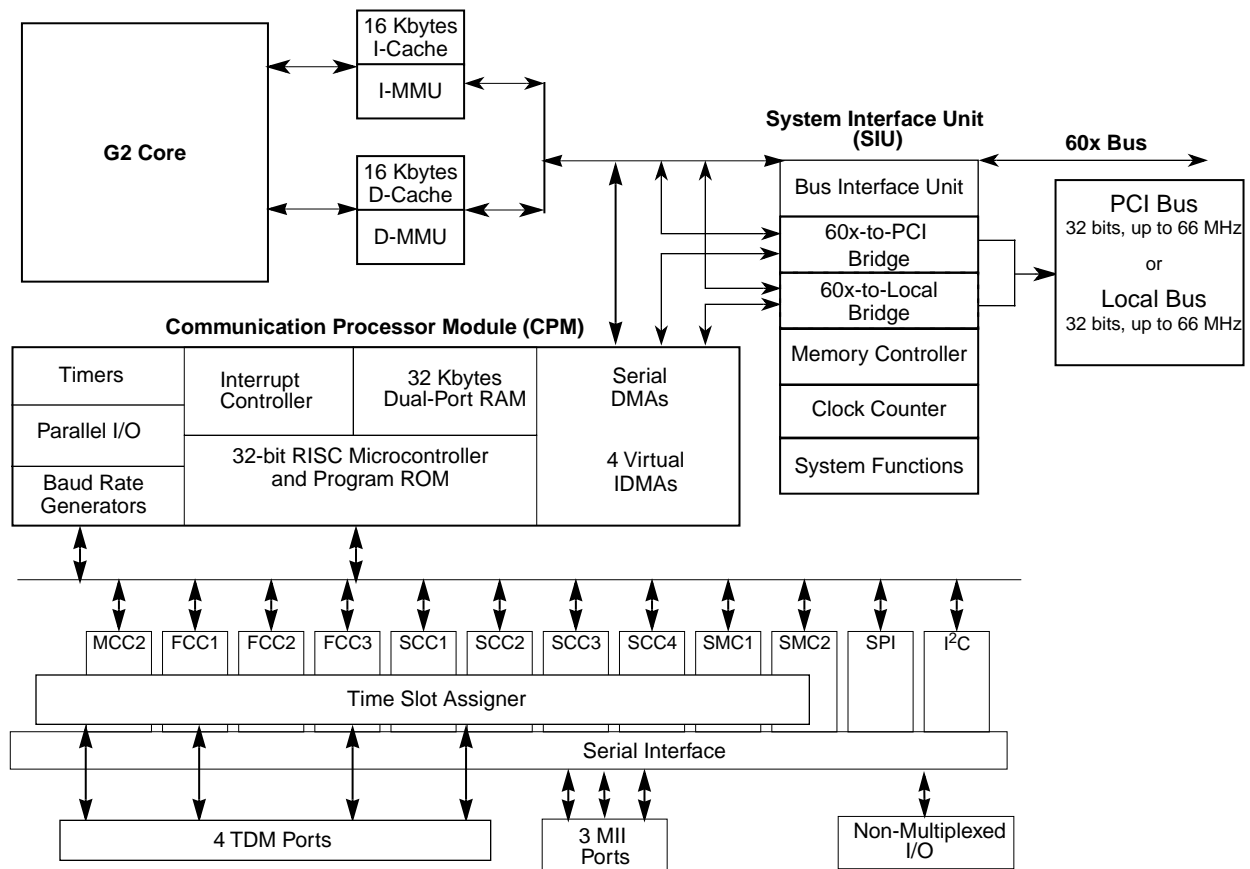 16 Kbytes
I-Cache
I-MMU
G2 Core
16 Kbytes
D-Cache
D-MMU
System Interface Unit
(SIU)
60x Bus
Bus Interface Unit
60x-to-PCI
Bridge
60x-to-Local
Bridge
Memory Controller
Clock Counter
System Functions
PCI Bus
32 bits, up to 66 MHz
or
Local Bus
32 bits, up to 66 MHz
Communication Processor Module (CPM)
Timers
Parallel I/O
Baud Rate
Generators
Interrupt
Controller
32 Kbytes
Dual-Port RAM
32-bit RISC Microcontroller
and Program ROM
Serial
DMAs
4 Virtual
IDMAs
MCC2
FCC1
FCC2
FCC3
SCC1
SCC2
SCC3
SCC4
SMC1
SMC2
SPI
I²C
Time Slot Assigner
Serial Interface
4 TDM Ports
3 MII
Ports
Non-Multiplexed
I/O